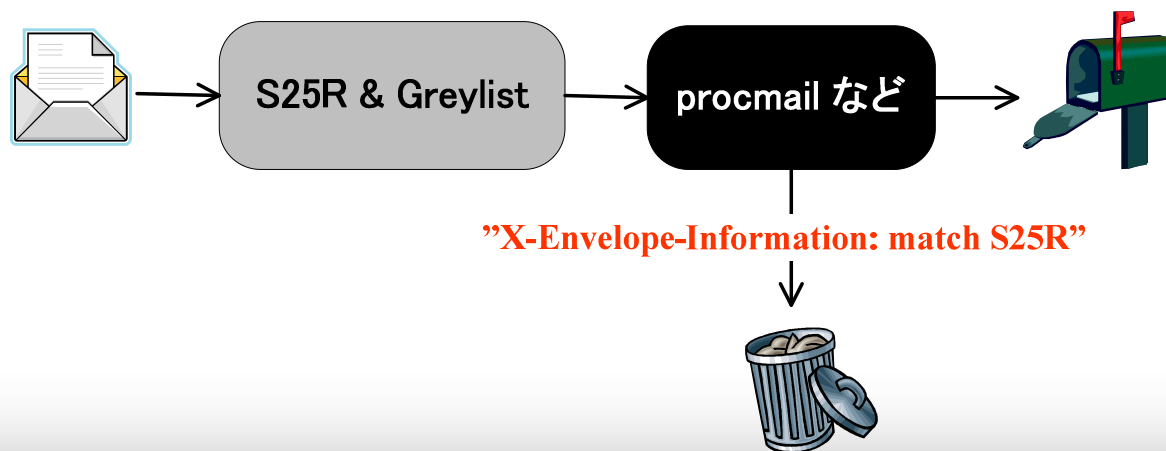 S25R & Greylist
procmail など
”X-Envelope-Information: match S25R”